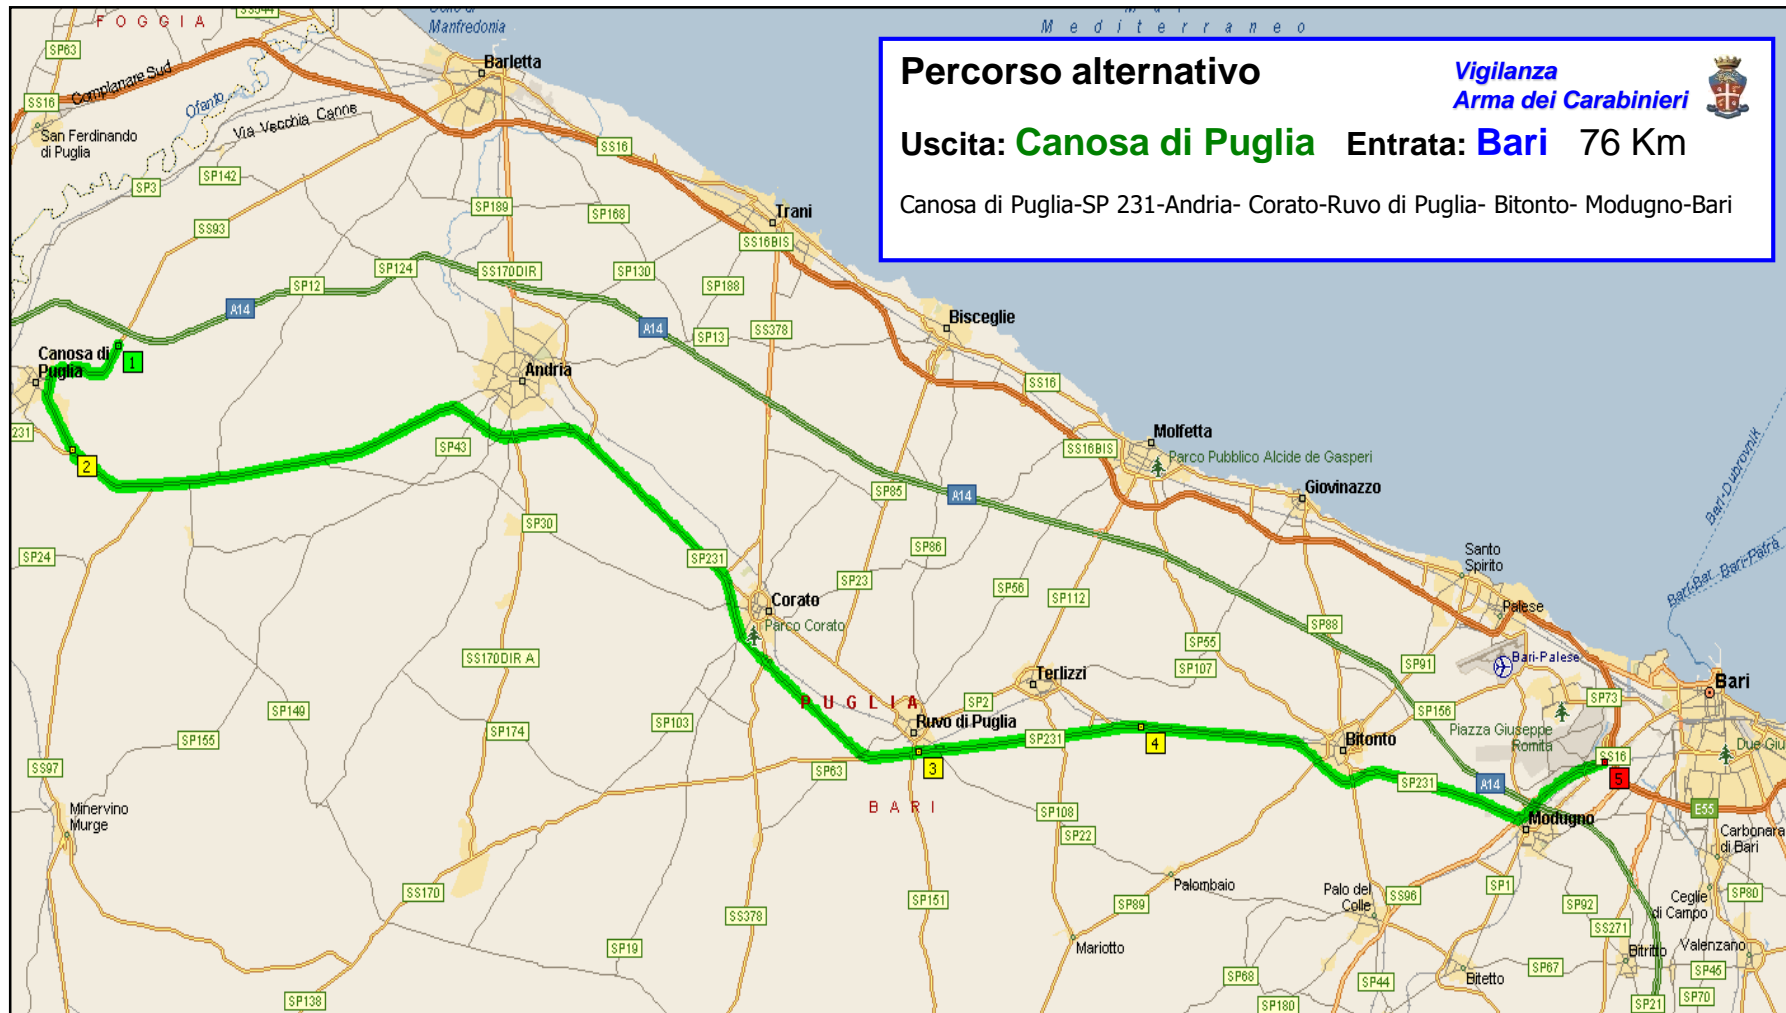 Percorso alternativo
Vigilanza
Arma dei Carabinieri
Uscita: Canosa di Puglia Entrata: Bari 76 Km
Canosa di Puglia-SP 231-Andria- Corato-Ruvo di Puglia- Bitonto- Modugno-Bari
FOGGIA
Manfredonia
Mediterraneo
SP63
Complanare Sud
Barletta
SS16
Ofanto
Via Vecchia Canne
San Ferdinando
di Puglia
SS16
SP142
SP3
SP189
SP168
Trani
SS93
SS16BIS
SP124
SS170DIR
SP130
SP12
SP188
A14
A14
SP13
SS378
Bisceglie
Canosa di
Puglia
1
Andria
SS16
231
2
SP43
SS16BIS
Molfetta
Parco Pubblico Alcide de Gasperi
SP85
A14
Giovinazzo
Bari-Dubrovnik
SP30
SP24
SP231
SP86
SP23
SP56
SP112
Santo
Spirito
Bari-Bar
Bari-Patra
Corato
Parco Corato
Palese
SP88
SP55
SS170DIR A
SP107
SP91
Bari-Palese
Terlizzi
Bari
PUGLIA
SP2
SP73
SP149
SP103
Ruvo di Puglia
SP156
SP174
SP155
SP231
4
Bitonto
Piazza Giuseppe
Romita
Due Giu
SS97
SP63
3
SS16
5
SP231
A14
BARI
Minervino
Murge
SP108
SP22
Modugno
E55
Carbonara
di Bari
SS170
Palombaio
Palo del
Colle
SS96
SP1
SP80
SS378
SP151
SP89
SP92
Ceglie
di Campo
SS271
SP19
Mariotto
Bitritto
Valenzano
SP68
SP44
Bitetto
SP67
SP45
SP138
SP180
SP21
SP70